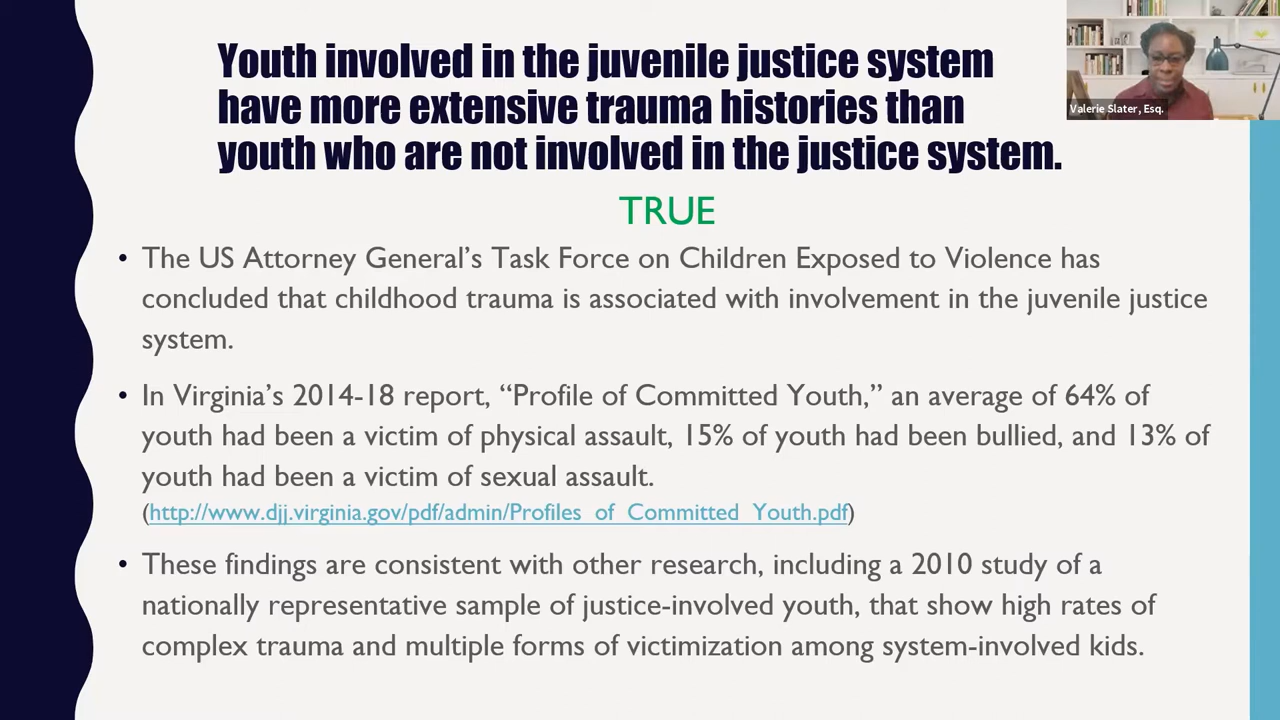 Youth involved in the juvenile justice system
have more extensive trauma histories than
youth who are not involved in the justice system.
Valerie Slater, Esq.
TRUE
• The US Attorney General's Task Force on Children Exposed to Violence has
concluded that childhood trauma is associated with involvement in the juvenile justice
system.
• In Virginia's 2014-18 report, “Profile of Committed Youth,” an average of 64% of
youth had been a victim of physical assault, 15% of youth had been bullied, and 13% of
youth had been a victim of sexual assault.
(http://www.djj.virginia.gov/pdf/admin/Profiles_of_Committed_Youth.pdf)
• These findings are consistent with other research, including a 2010 study of a
nationally representative sample of justice-involved youth, that show high rates of
complex trauma and multiple forms of victimization among system-involved kids.